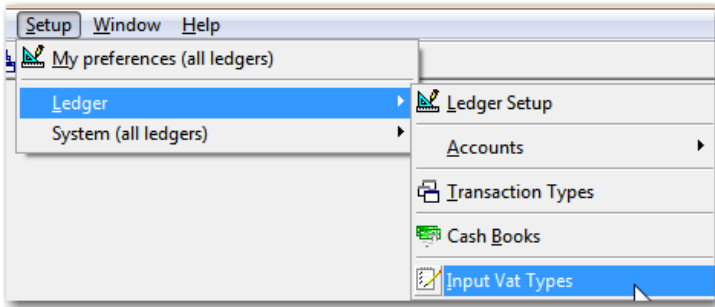 Setup Window Help
My preferences (all ledgers)
Ledger
System (all ledgers)
Ledger Setup
Accounts
Transaction Types
Cash Books
Input Vat Types